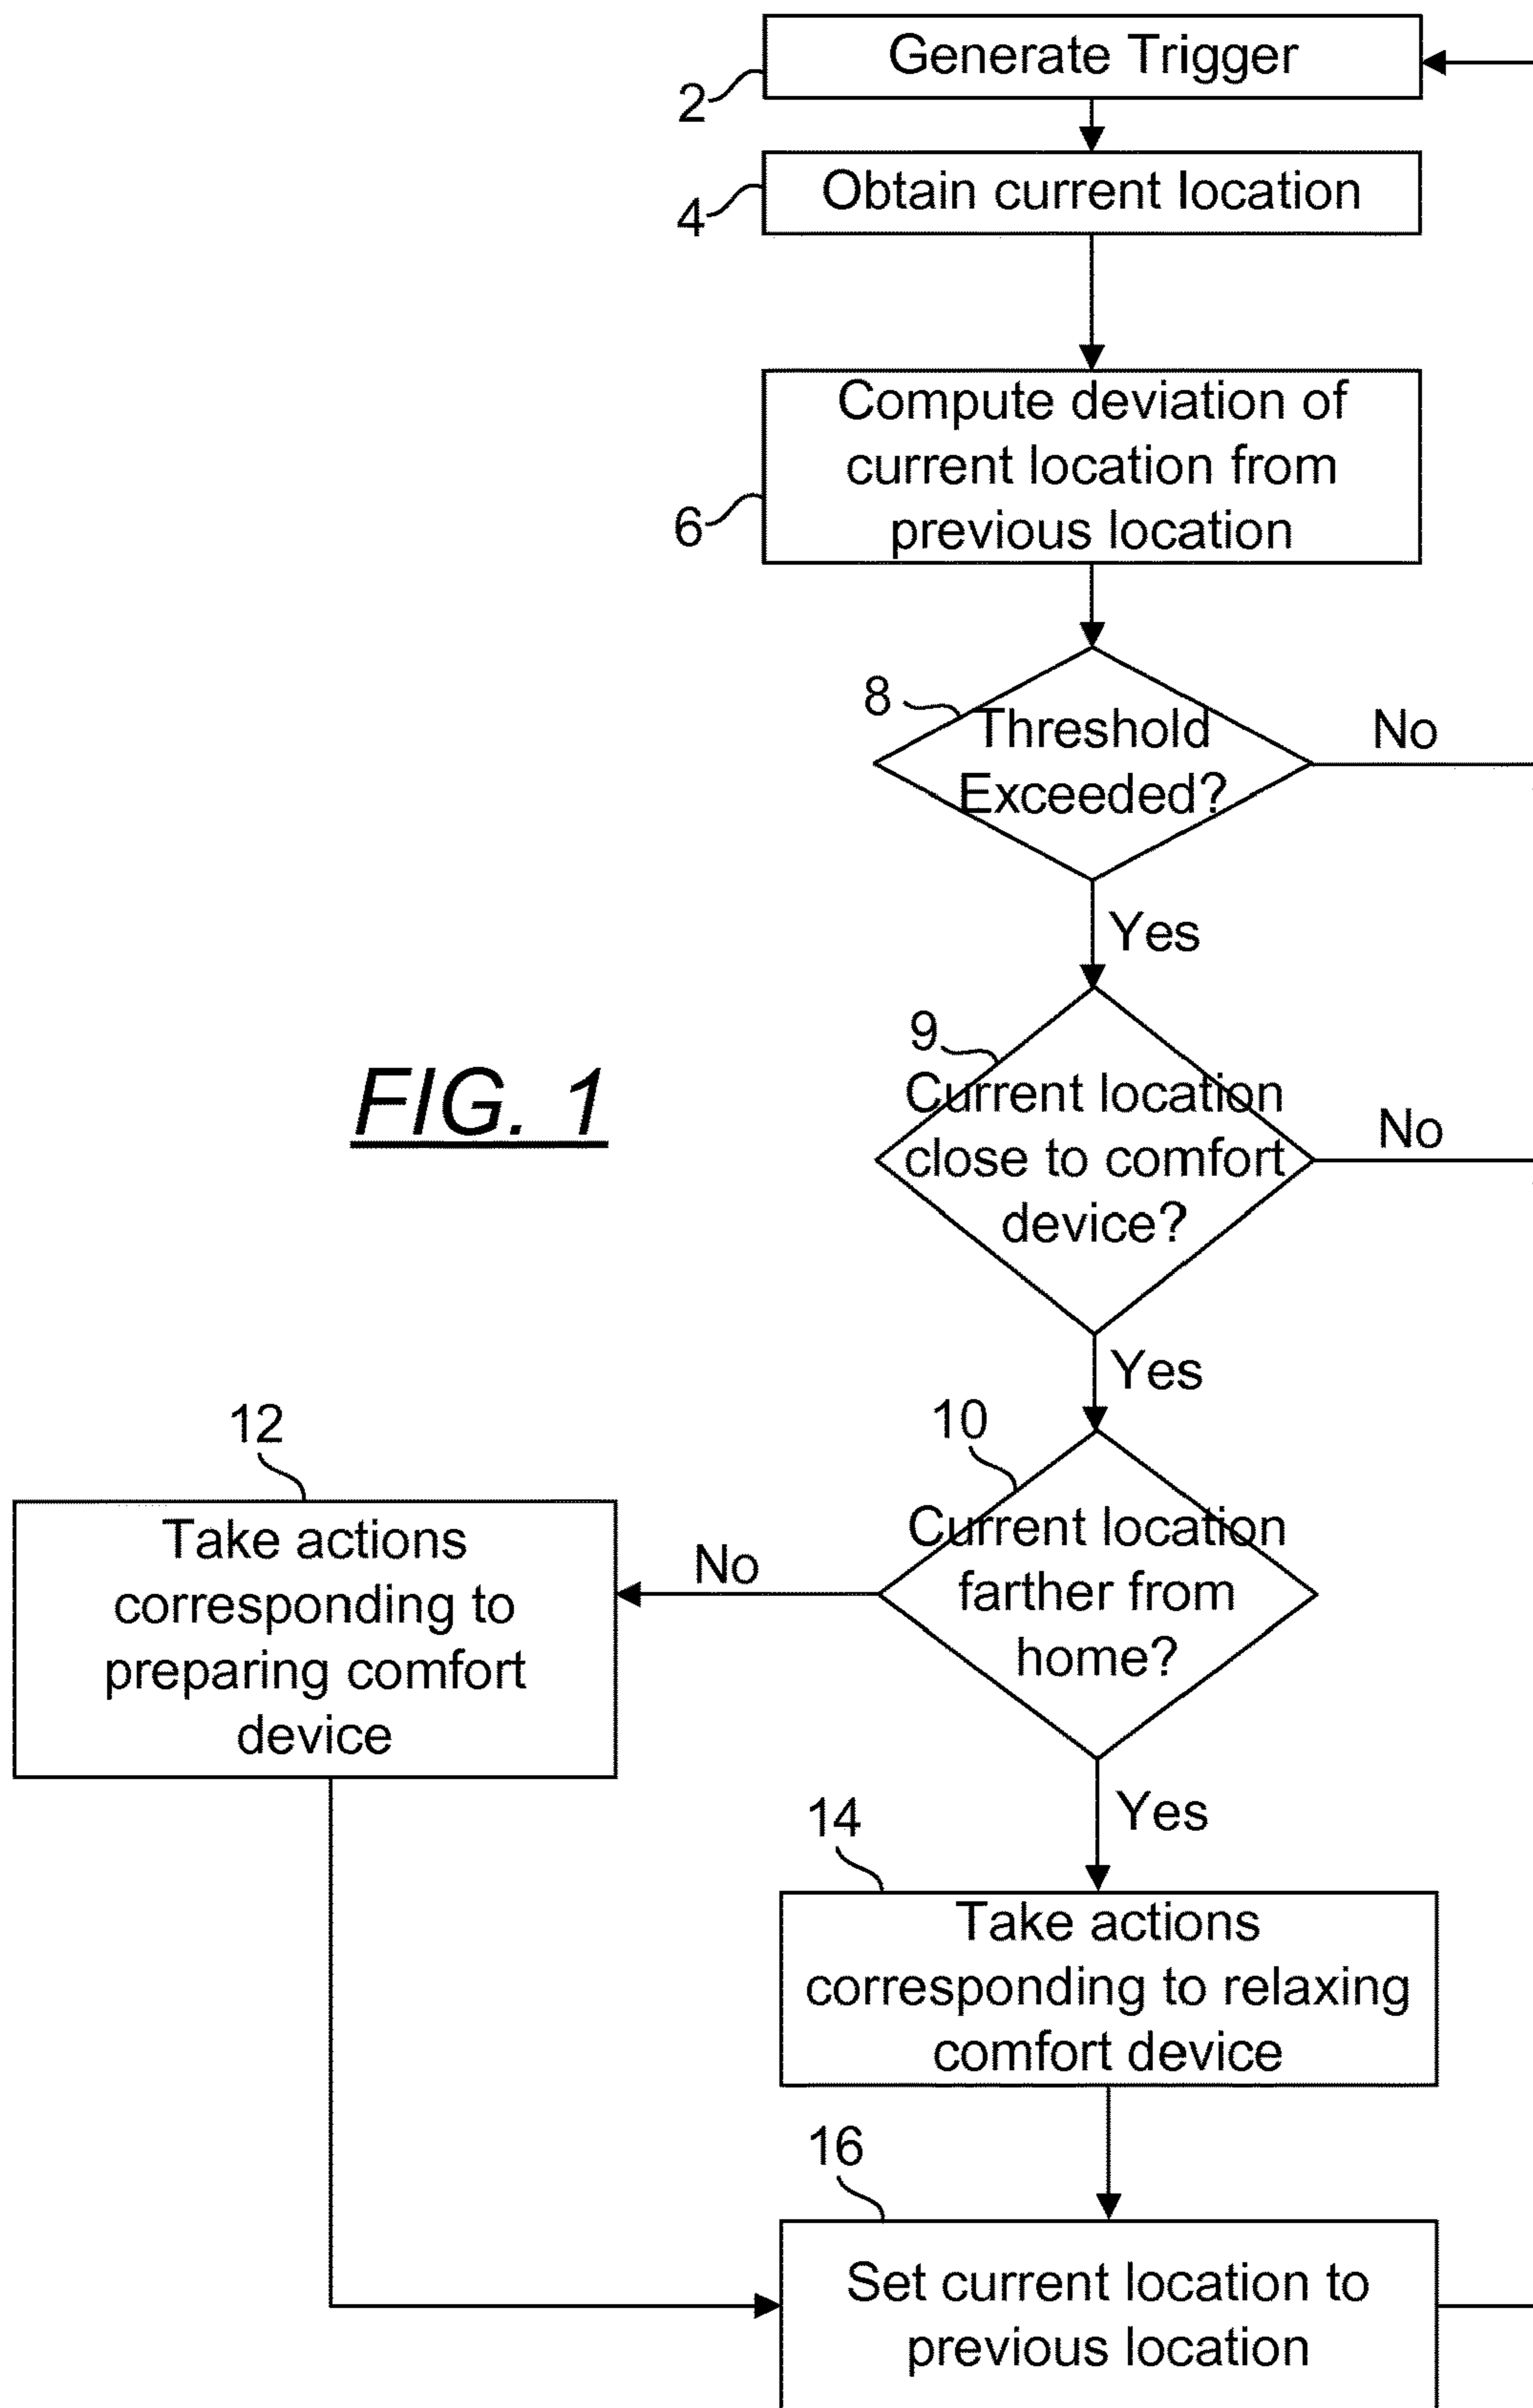 Generate Trigger
2
Obtain current location
4
Compute deviation of
current location from
previous location
6
8
Threshold
Exceeded?
No
Yes
9
Current location
close to comfort
device?
No
FIG. 1
Yes
10
Current location
farther from
home?
12
Take actions
corresponding to
preparing comfort
device
No
Yes
14
Take actions
corresponding to relaxing
comfort device
16
Set current location to
previous location